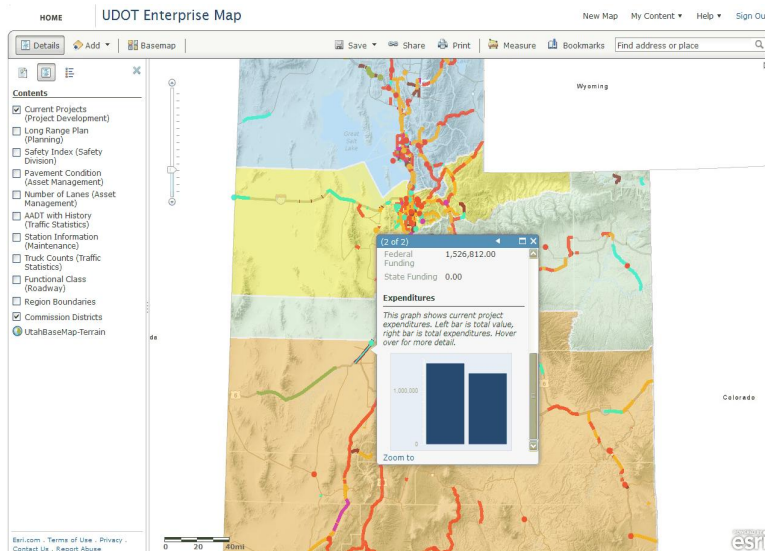 HOME
UDOT Enterprise Map
New Map My Content Help Sign Ou
Details Add Basemap
Save Share Print Measure Bookmarks Find address or place
Contents
Current Projects
(Project Development)
Long Range Plan
(Planning)
Safety Index (Safety
Division)
Pavement Condition
(Asset Management)
Number of Lanes (Asset
Management)
AADT with History
(Traffic Statistics)
Station Information
(Maintenance)
Truck Counts (Traffic
Statistics)
Functional Class
(Roadway)
Region Boundaries
Commission Districts
UtahBaseMap-Terrain
Esri.com . Terms of Use . Privacy .
Contact Us . Report Abuse
Wyoming
Great
Salt
Lake
da
Colorado
(2 of 2)
Federal
Funding 1,526,812.00
State Funding 0.00
Expenditures
This graph shows current project
expenditures. Left bar is total value,
right bar is total expenditures. Hover
over for more detail.
1,000,000
0
Zoom to
6
6
0 20 40mi
esri